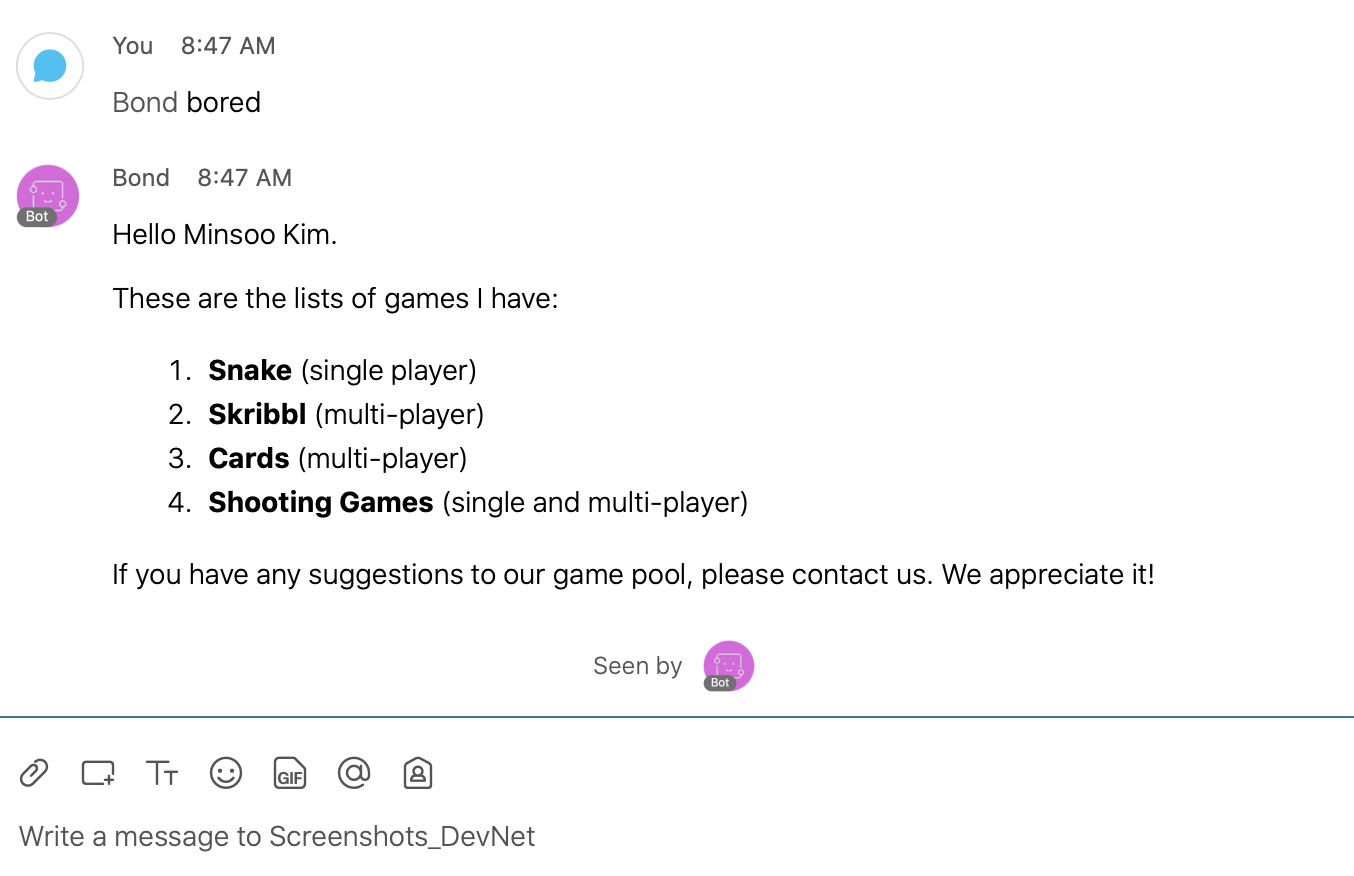 You 8:47 AM
Bond bored
Bond 8:47 AM
Bot
Hello Minsoo Kim.
These are the lists of games I have:
1. Snake (single player)
2. Skribbl (multi-player)
3. Cards (multi-player)
4. Shooting Games (single and multi-player)
If you have any suggestions to our game pool, please contact us. We appreciate it!
Seen by
Bot
GIF
Write a message to Screenshots_DevNet